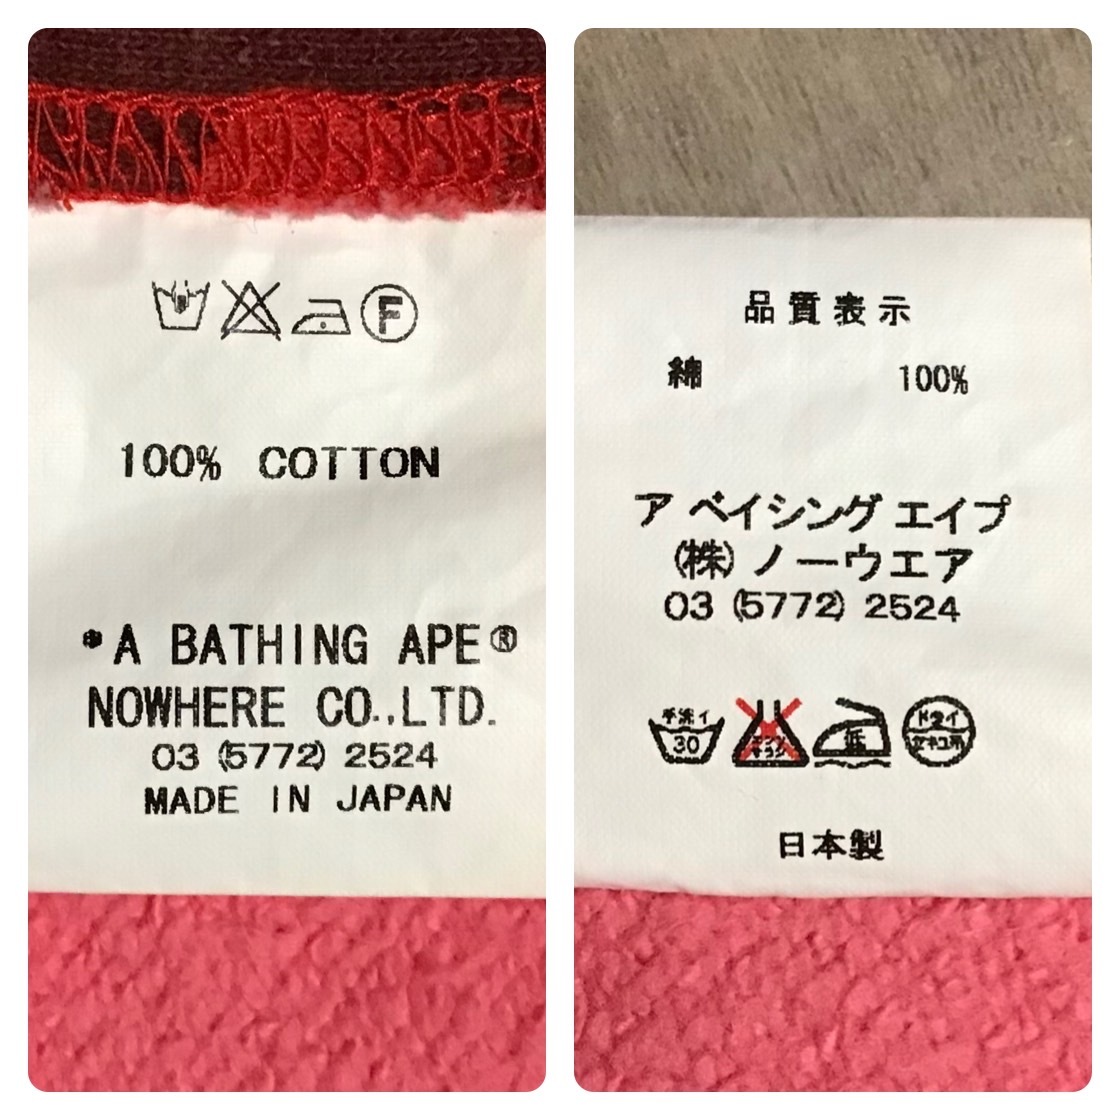 F
100% COTTON
*A BATHING APE®
NOWHERE CO.,LTD.
03 (5772) 2524
MADE IN JAPAN
品質表示
綿 100%
ア ベイシング エイプ
(株) ノーウエア
03 (5772) 2524
手洗イ
30
低
ドライ
日本製